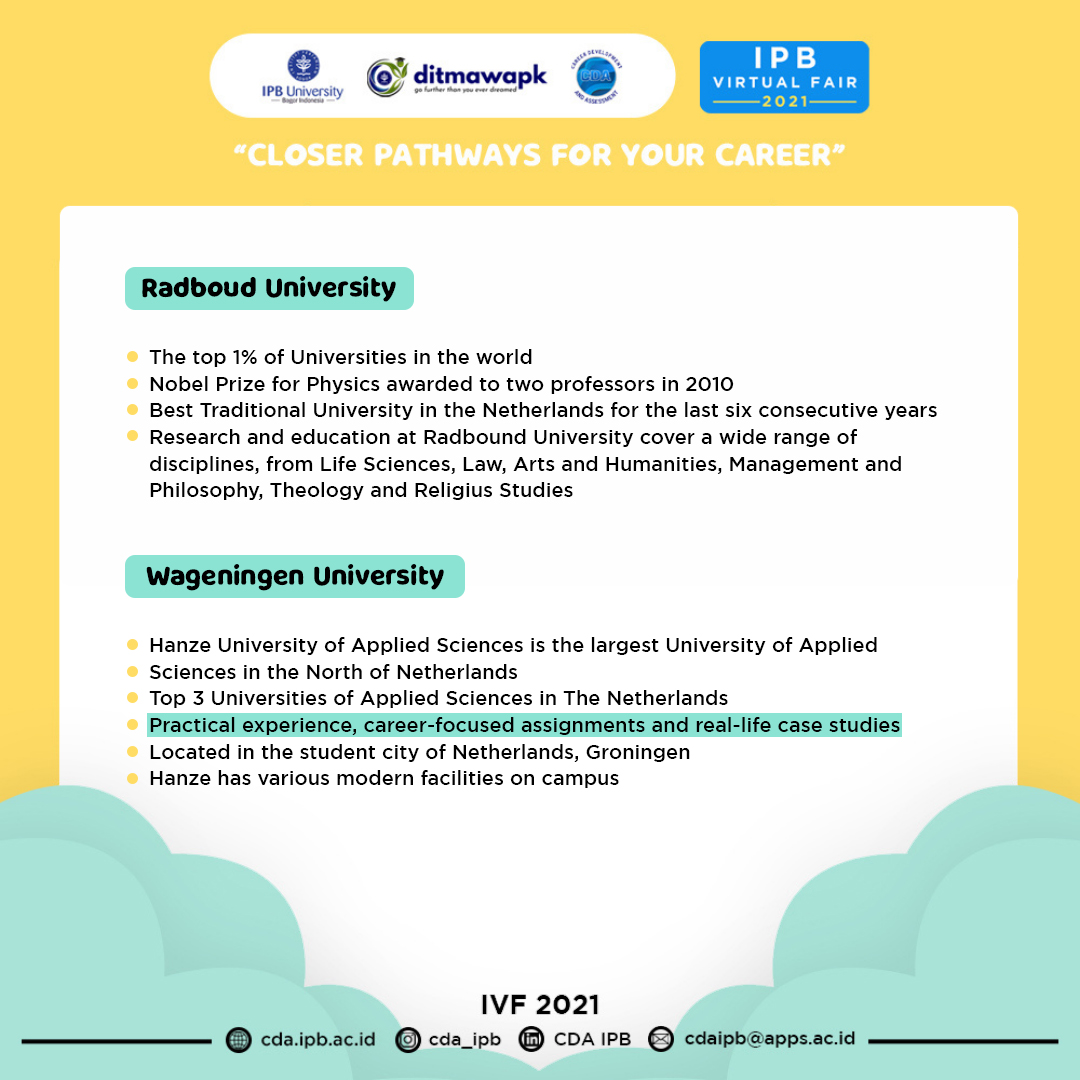 IPB University
Bogor Indonesia
ditmawapk
go further than you ever dreamed
CAREER DEVELOPMENT
CDA
AND ASSESSMENT
IPB
VIRTUAL FAIR
2021
“CLOSER PATHWAYS FOR YOUR CAREER”
Radboud University
The top 1% of Universities in the world
Nobel Prize for Physics awarded to two professors in 2010
Best Traditional University in the Netherlands for the last six consecutive years
Research and education at Radbound University cover a wide range of
disciplines, from Life Sciences, Law, Arts and Humanities, Management and
Philosophy, Theology and Religius Studies
Wageningen University
Hanze University of Applied Sciences is the largest University of Applied
Sciences in the North of Netherlands
Top 3 Universities of Applied Sciences in The Netherlands
Practical experience, career-focused assignments and real-life case studies
Located in the student city of Netherlands, Groningen
Hanze has various modern facilities on campus
IVF 2021
cda.ipb.ac.id cda_ipb CDA IPB cdaipb@apps.ac.id